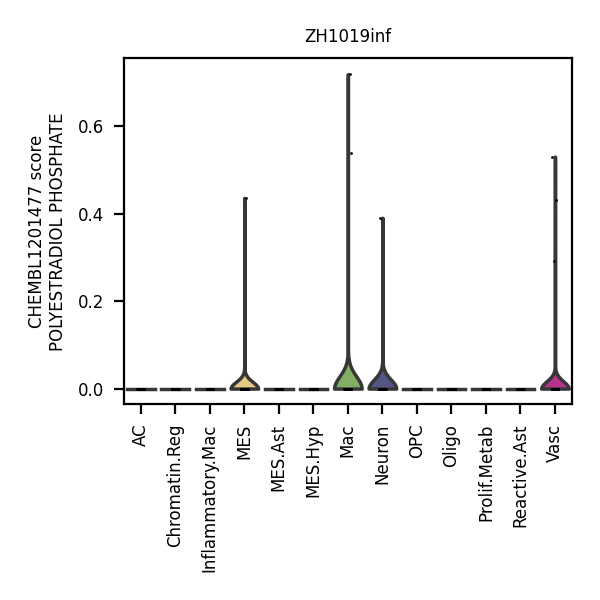 ZH1019inf
CHEMBL1201477 score
POLYESTRADIOL PHOSPHATE
0.6
0.4
0.2
0.0
AC
Chromatin.Reg
Inflammatory.Mac
MES
MES.Ast
MES.Hyp
Mac
Neuron
OPC
Oligo
Prolif.Metab
Reactive.Ast
Vasc